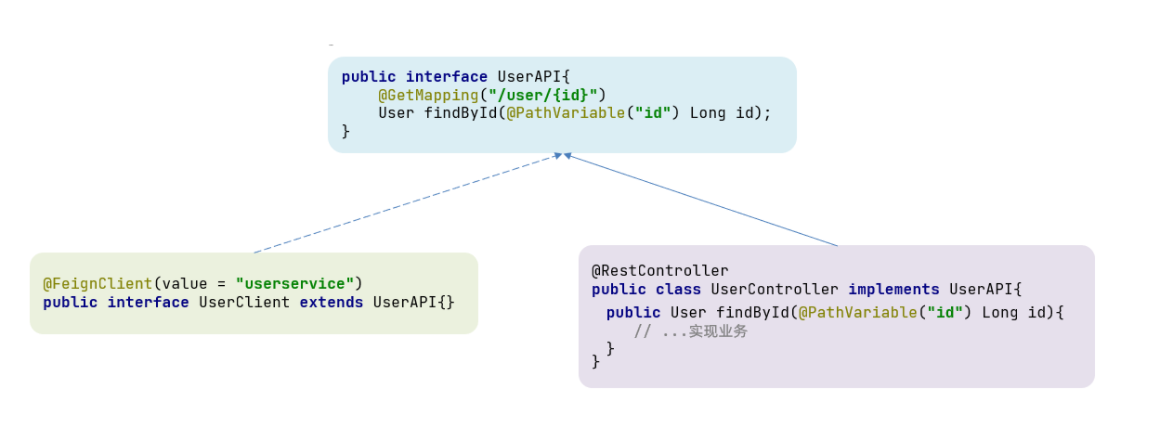 public interface UserAPI{
@GetMapping("/user/{id}")
User findById(@PathVariable("id") Long id);
}
@FeignClient(value = "userservice")
public interface UserClient extends UserAPI{}
@RestController
public class UserController implements UserAPI{
public User findById(@PathVariable("id") Long id){
// ...实现业务
}
}